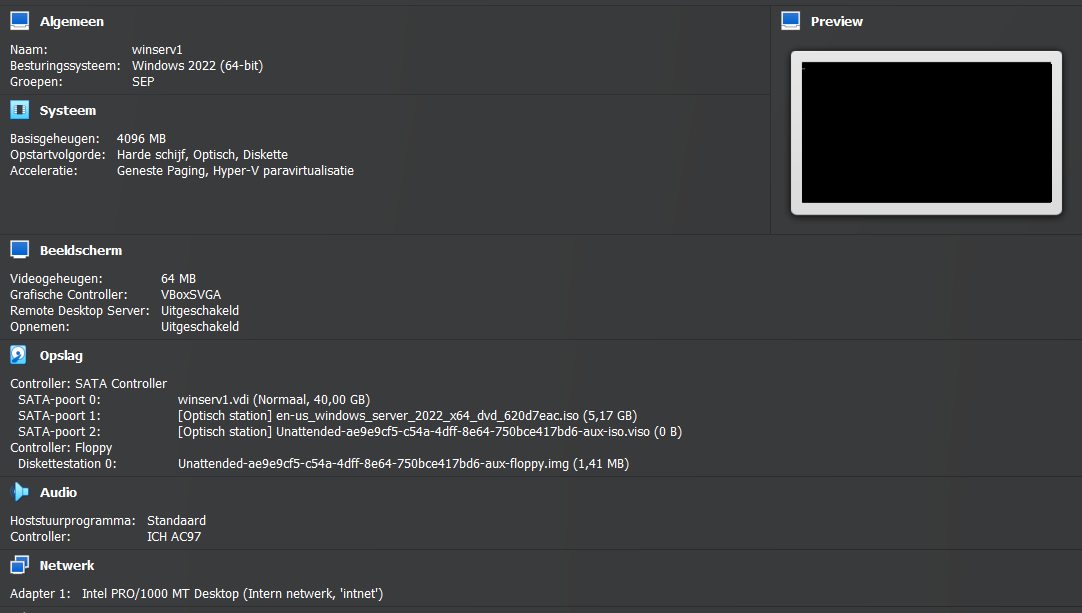 Algemeen
Naam: winserv1
Besturingssysteem: Windows 2022 (64-bit)
Groepen: SEP
Preview
Systeem
Basisgeheugen: 4096 MB
Opstartvolgorde: Harde schijf, Optisch, Diskette
Acceleratie: Geneste Paging, Hyper-V paravirtualisatie
Beeldscherm
Videogeheugen: 64 MB
Grafische Controller: VBoxSVGA
Remote Desktop Server: Uitgeschakeld
Opnemen: Uitgeschakeld
Opslag
Controller: SATA Controller
SATA-poort 0: winserv1.vdi (Normaal, 40,00 GB)
SATA-poort 1: [Optisch station] en-us_windows_server_2022_x64_dvd_620d7eac.iso (5,17 GB)
SATA-poort 2: [Optisch station] Unattended-ae9e9cf5-c54a-4dff-8e64-750bce417bd6-aux-iso.viso (0 B)
Controller: Floppy
Diskettestation 0: Unattended-ae9e9cf5-c54a-4dff-8e64-750bce417bd6-aux-floppy.img (1,41 MB)
Audio
Hoststuurprogramma: Standaard
Controller: ICH AC97
Netwerk
Adapter 1: Intel PRO/1000 MT Desktop (Intern netwerk, 'intnet')